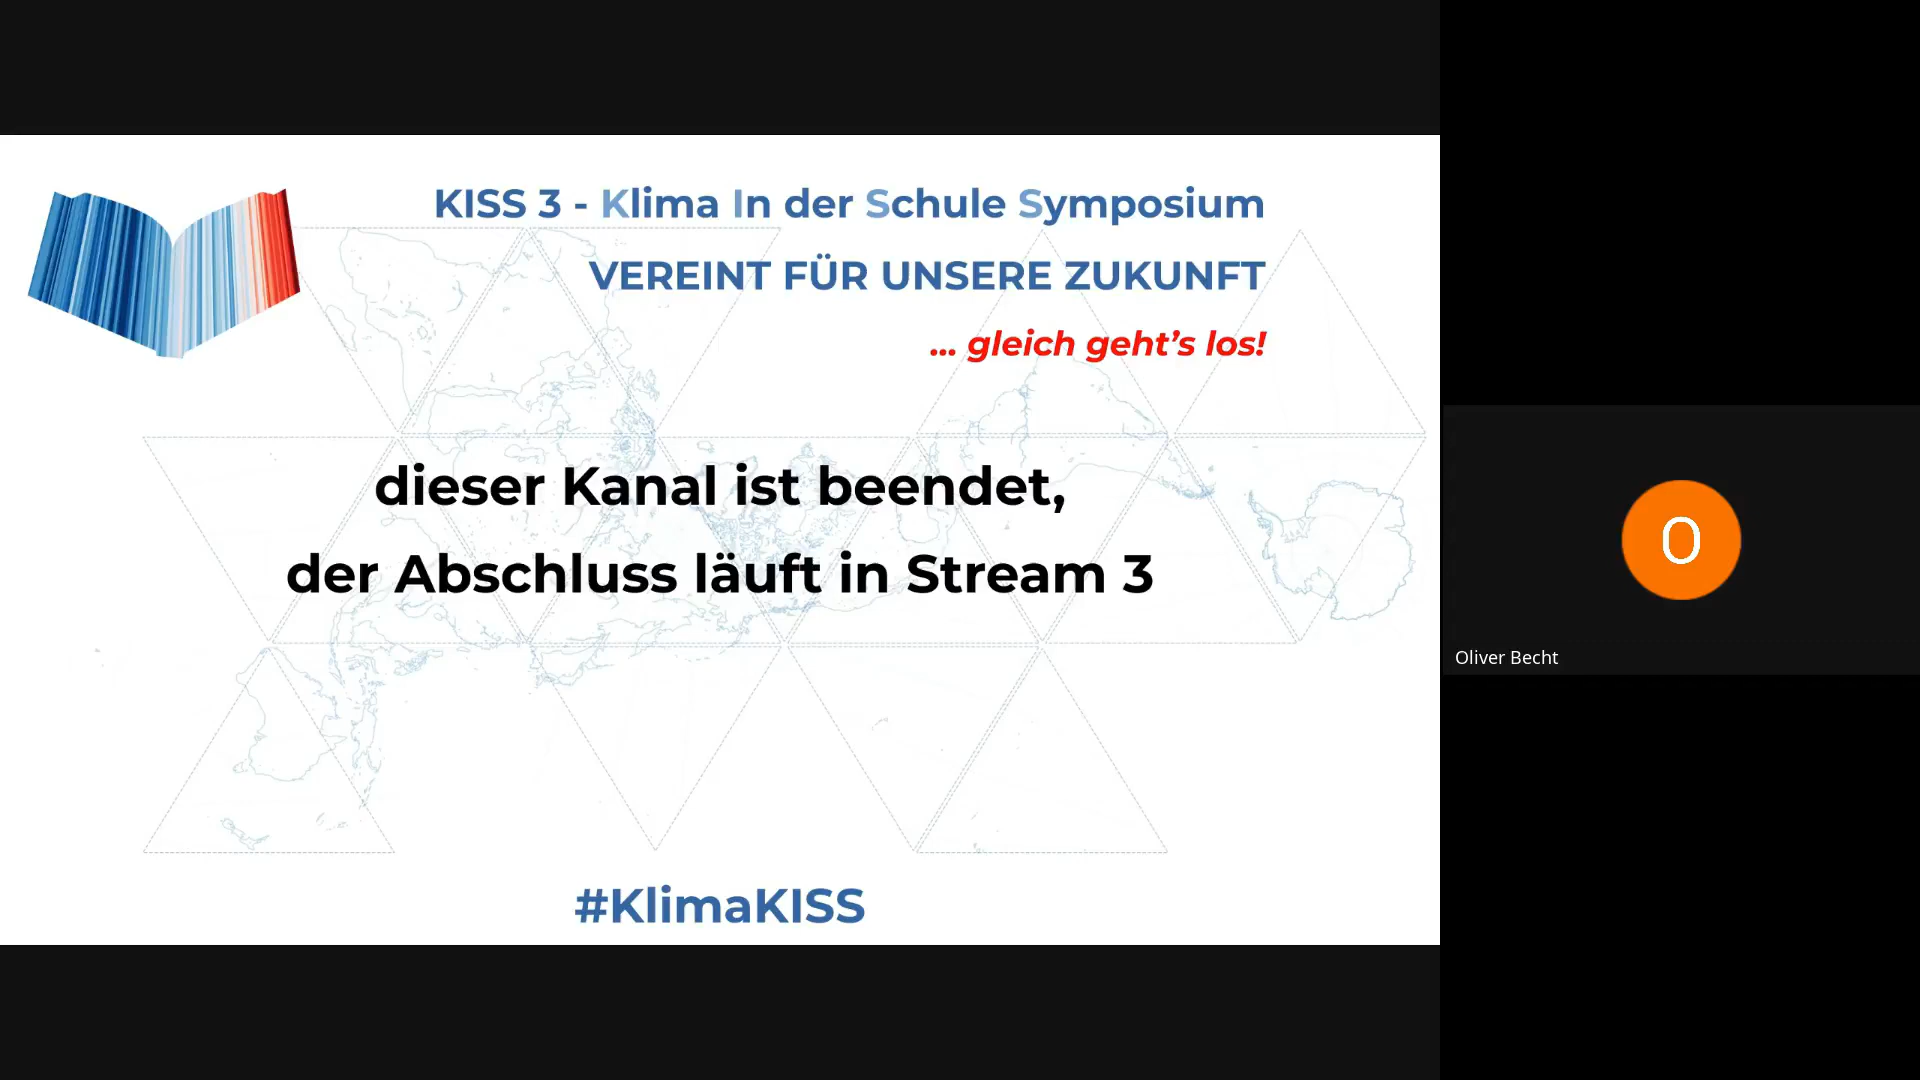 KISS 3 - Klima In der Schule Symposium
VEREINT FÜR UNSERE ZUKUNFT
... gleich geht’s los!
dieser Kanal ist beendet,
der Abschluss läuft in Stream 3
#KlimaKISS
O
Oliver Becht